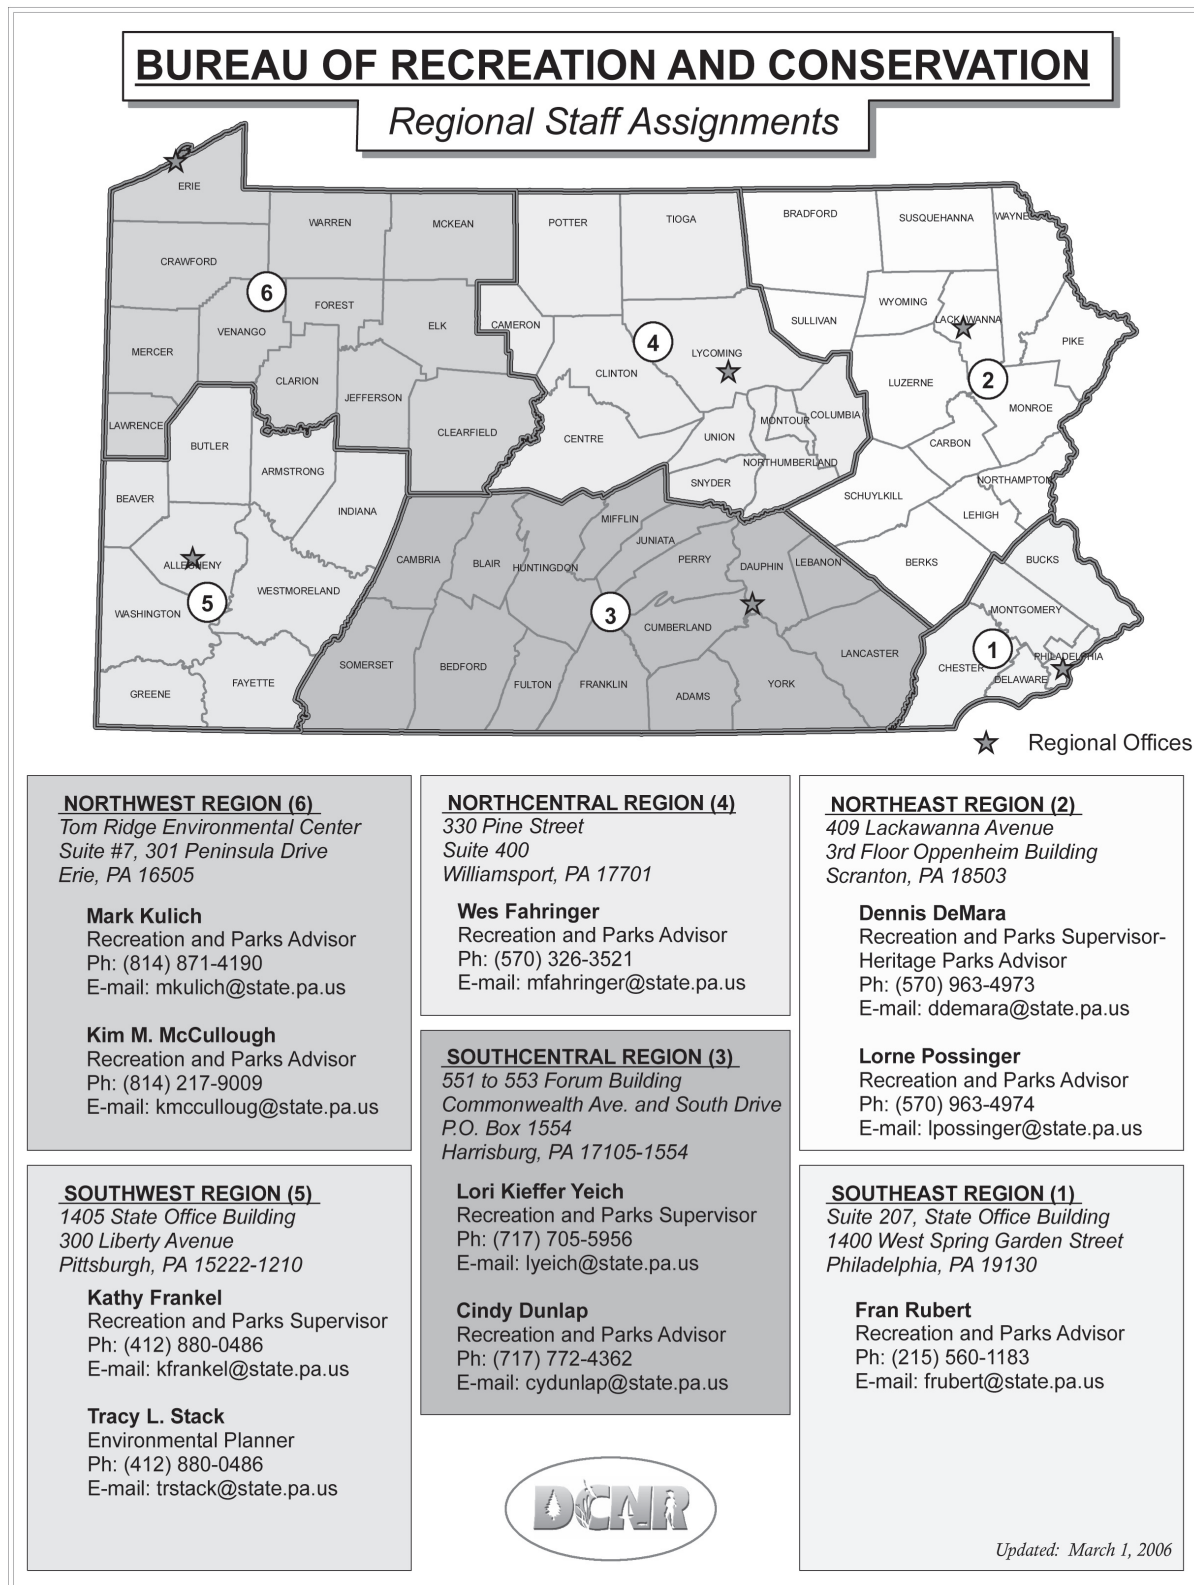 BUREAU OF RECREATION AND CONSERVATION
Regional Staff Assignments
ERIE
WARREN
MCKEAN
POTTER
TIOGA
BRADFORD
SUSQUEHANNA
WAYNE
CRAWFORD
6
FOREST
VENANGO
ELK
CAMERON
4
SULLIVAN
WYOMING
LACKAWANNA
PIKE
MERCER
CLARION
JEFFERSON
CLINTON
LYCOMING
LUZERNE
2
MONROE
LAWRENCE
BUTLER
CLEARFIELD
CENTRE
UNION
MONTOUR
COLUMBIA
CARBON
ARMSTRONG
NORTHUMBERLAND
SNYDER
BEAVER
INDIANA
SCHUYLKILL
NORTHAMPTON
LEHIGH
MIFFLIN
JUNIATA
ALLEGHENY
CAMBRIA
BLAIR
HUNTINGDON
PERRY
DAUPHIN
LEBANON
BERKS
BUCKS
WASHINGTON
5
WESTMORELAND
3
CUMBERLAND
MONTGOMERY
1
SOMERSET
BEDFORD
LANCASTER
CHESTER
PHILADELPHIA
DELAWARE
GREENE
FAYETTE
FULTON
FRANKLIN
ADAMS
YORK
Regional Offices
NORTHWEST REGION (6)
Tom Ridge Environmental Center
Suite #7, 301 Peninsula Drive
Erie, PA 16505
Mark Kulich
Recreation and Parks Advisor
Ph: (814) 871-4190
E-mail: mkulich@state.pa.us
Kim M. McCullough
Recreation and Parks Advisor
Ph: (814) 217-9009
E-mail: kmcculloug@state.pa.us
NORTHCENTRAL REGION (4)
330 Pine Street
Suite 400
Williamsport, PA 17701
Wes Fahringer
Recreation and Parks Advisor
Ph: (570) 326-3521
E-mail: mfahringer@state.pa.us
NORTHEAST REGION (2)
409 Lackawanna Avenue
3rd Floor Oppenheim Building
Scranton, PA 18503
Dennis DeMara
Recreation and Parks Supervisor-
Heritage Parks Advisor
Ph: (570) 963-4973
E-mail: ddemara@state.pa.us
Lorne Possinger
Recreation and Parks Advisor
Ph: (570) 963-4974
E-mail: lpossinger@state.pa.us
SOUTHWEST REGION (5)
1405 State Office Building
300 Liberty Avenue
Pittsburgh, PA 15222-1210
Kathy Frankel
Recreation and Parks Supervisor
Ph: (412) 880-0486
E-mail: kfrankel@state.pa.us
Tracy L. Stack
Environmental Planner
Ph: (412) 880-0486
E-mail: trstack@state.pa.us
SOUTHCENTRAL REGION (3)
551 to 553 Forum Building
Commonwealth Ave. and South Drive
P.O. Box 1554
Harrisburg, PA 17105-1554
Lori Kieffer Yeich
Recreation and Parks Supervisor
Ph: (717) 705-5956
E-mail: lyeich@state.pa.us
Cindy Dunlap
Recreation and Parks Advisor
Ph: (717) 772-4362
E-mail: cydunlap@state.pa.us
SOUTHEAST REGION (1)
Suite 207, State Office Building
1400 West Spring Garden Street
Philadelphia, PA 19130
Fran Rubert
Recreation and Parks Advisor
Ph: (215) 560-1183
E-mail: frubert@state.pa.us
DCNR
Updated: March 1, 2006